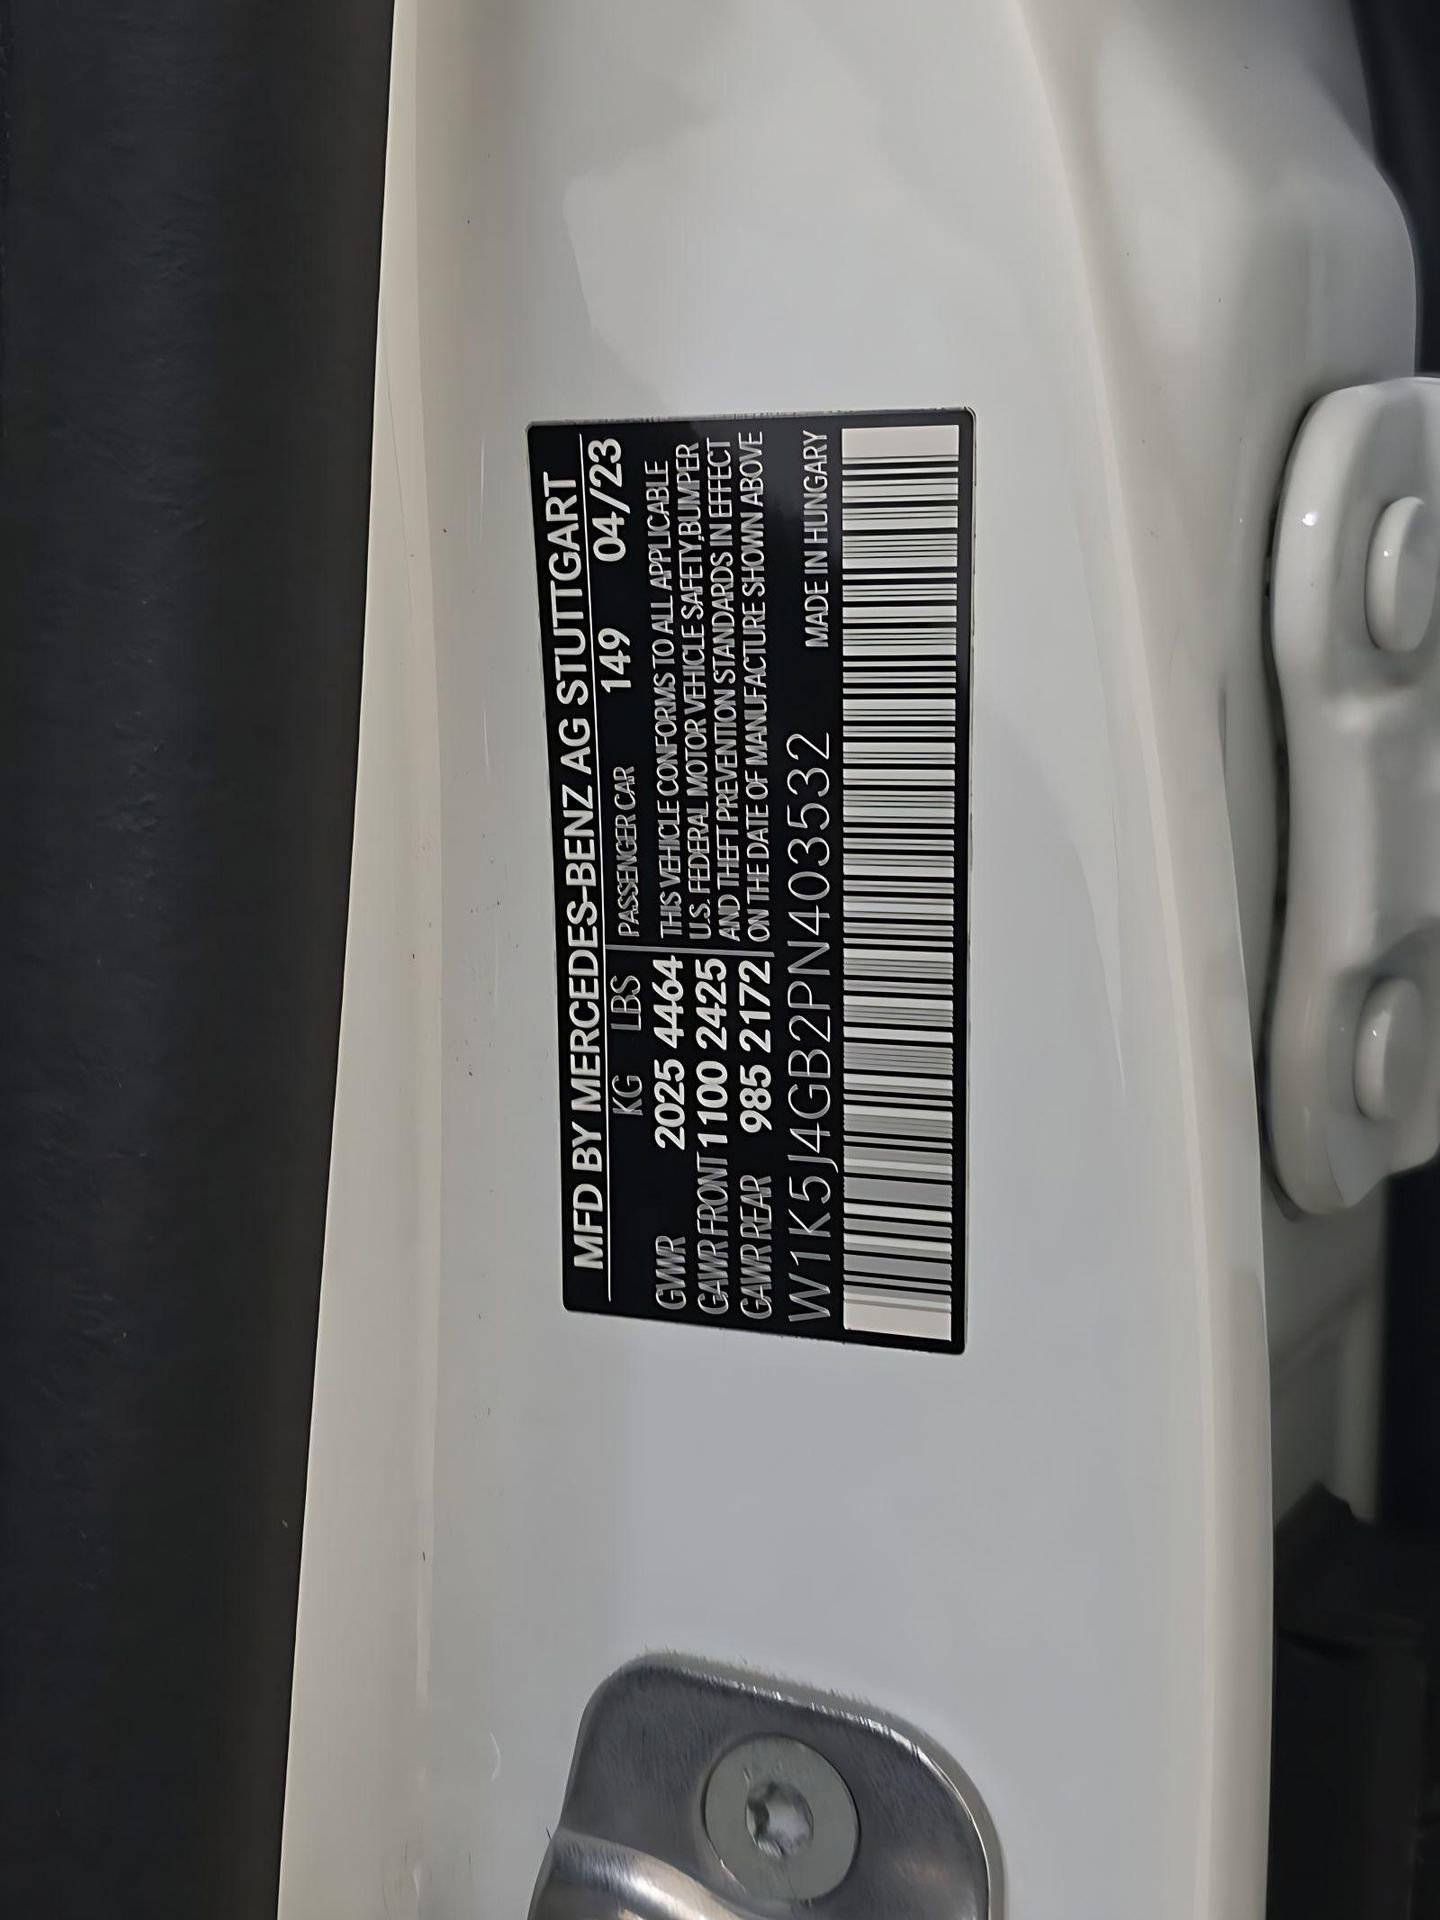 MFD BY MERCEDES-BENZ AG STUTTGART
KG LBS PASSENGER CAR 149 04/23
GVWR 2025 4464 THIS VEHICLE CONFORMS TO ALL APPLICABLE
GAWR FRONT 1100 2425 U.S. FEDERAL MOTOR VEHICLE SAFETY,BUMPER
AND THEFT PREVENTION STANDARDS IN EFFECT
GAWR REAR 985 2172 ON THE DATE OF MANUFACTURE SHOWN ABOVE
W1K5J4GB2PN403532 MADE IN HUNGARY